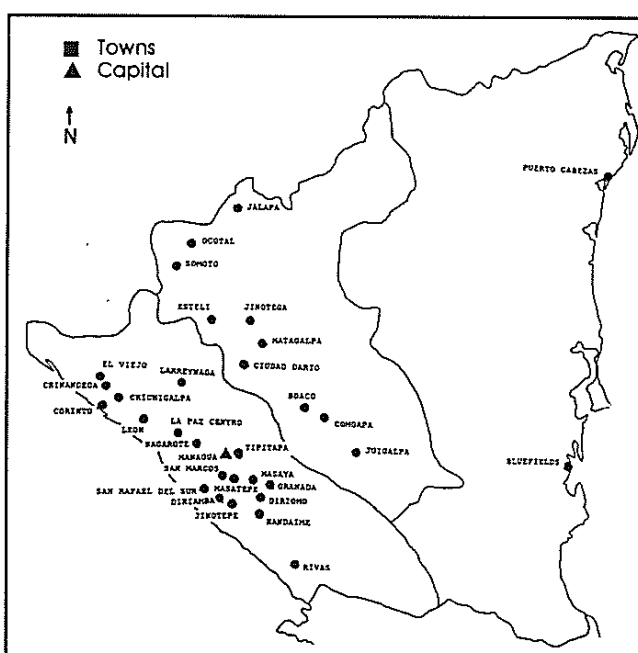 Towns
Capital
N
PUERTO CABEZAS
JALAPA
OCOTAL
SOMOTO
ESTELI
JINOTEGA
MATAGALPA
CIUDAD DARIO
EL VIEJO
LARREYNAGA
CHINANDEGA
CHICHIGALPA
CORINTO
BOACO
COMOAPA
LEON
LA PAZ CENTRO
NAGAROTE
MANAGUA
TIPITAPA
JUIGALPA
BLUEFIELDS
SAN MARCOS
MASAYA
MASATEPE
GRANADA
SAN RAFAEL DEL SUR
DIRIOMO
DIRIAMBA
JINOTEPE
NANDAIME
RIVAS